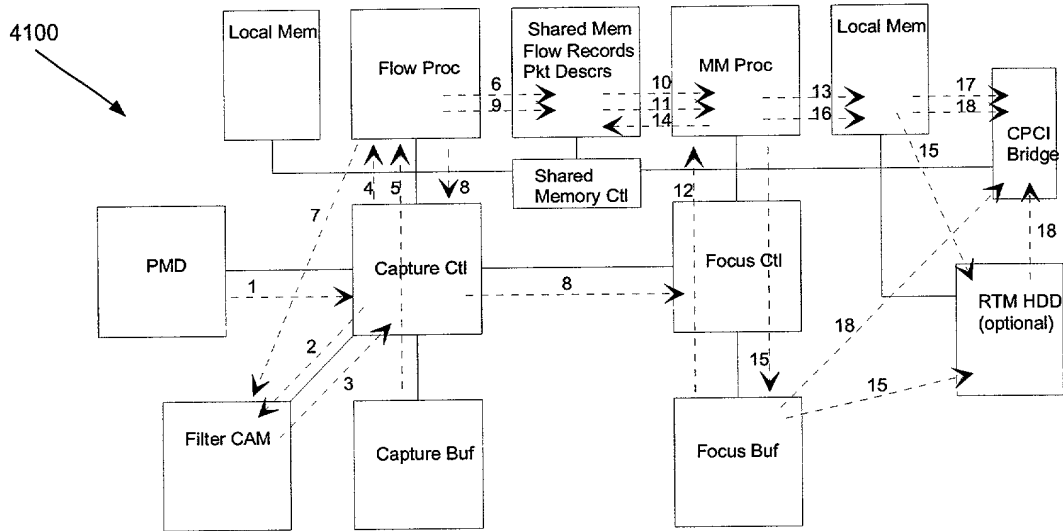 4100
Local Mem
Flow Proc
Shared Mem
Flow Records
Pkt Descrs
MM Proc
Local Mem
CPCI
Bridge
6
9
10
11
14
13
16
17
18
15
Shared
Memory Ctl
7
4
5
8
12
18
PMD
Capture Ctl
Focus Ctl
RTM HDD
(optional)
1
8
2
3
15
18
15
Filter CAM
Capture Buf
Focus Buf